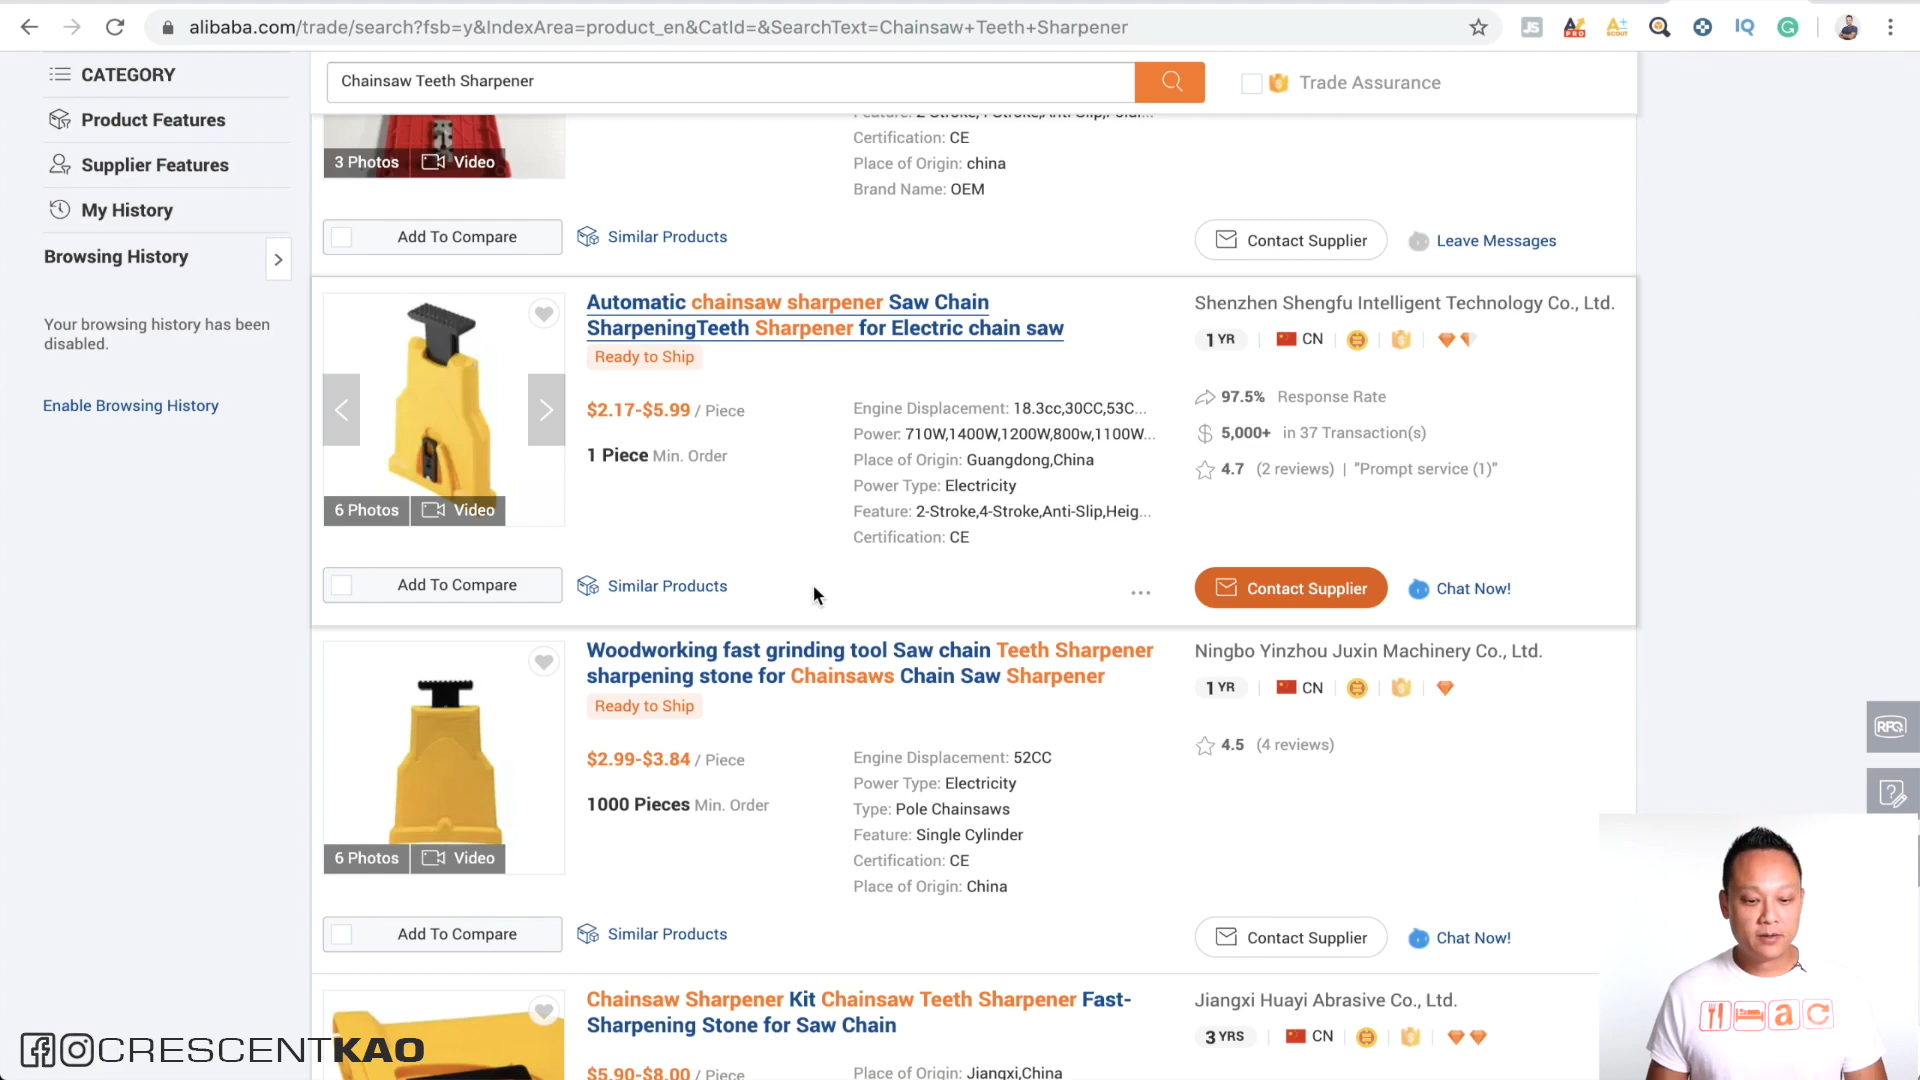 alibaba.com/trade/search?fsb=y&IndexArea=product_en&CatId=&SearchText=Chainsaw+Teeth+Sharpener
JS
PRO
SCOUT
IQ
CATEGORY
Product Features
Supplier Features
My History
Browsing History
Your browsing history has been
disabled.
Enable Browsing History
Chainsaw Teeth Sharpener
Trade Assurance
3 Photos
Video
Certification: CE
Place of Origin: china
Brand Name: OEM
Add To Compare
Similar Products
Contact Supplier
Leave Messages
Automatic chainsaw sharpener Saw Chain
SharpeningTeeth Sharpener for Electric chain saw
Ready to Ship
$2.17-$5.99 / Piece
1 Piece Min. Order
6 Photos
Video
Engine Displacement: 18.3cc,30CC,53C...
Power: 710W,1400W,1200W,800w,1100W...
Place of Origin: Guangdong,China
Power Type: Electricity
Feature: 2-Stroke,4-Stroke,Anti-Slip,Heig...
Certification: CE
Shenzhen Shengfu Intelligent Technology Co., Ltd.
1 YR
CN
97.5% Response Rate
5,000+ in 37 Transaction(s)
4.7 (2 reviews) | "Prompt service (1)"
Add To Compare
Similar Products
...
Contact Supplier
Chat Now!
Woodworking fast grinding tool Saw chain Teeth Sharpener
sharpening stone for Chainsaws Chain Saw Sharpener
Ready to Ship
$2.99-$3.84 / Piece
1000 Pieces Min. Order
6 Photos
Video
Engine Displacement: 52CC
Power Type: Electricity
Type: Pole Chainsaws
Feature: Single Cylinder
Certification: CE
Place of Origin: China
Ningbo Yinzhou Juxin Machinery Co., Ltd.
1 YR
CN
4.5 (4 reviews)
Add To Compare
Similar Products
Contact Supplier
Chat Now!
Chainsaw Sharpener Kit Chainsaw Teeth Sharpener Fast-
Sharpening Stone for Saw Chain
$5.90-$8.00 / Piece
Place of Origin: Jiangxi,China
Jiangxi Huayi Abrasive Co., Ltd.
3 YRS
CN
RFQ
CRESCENTKAO